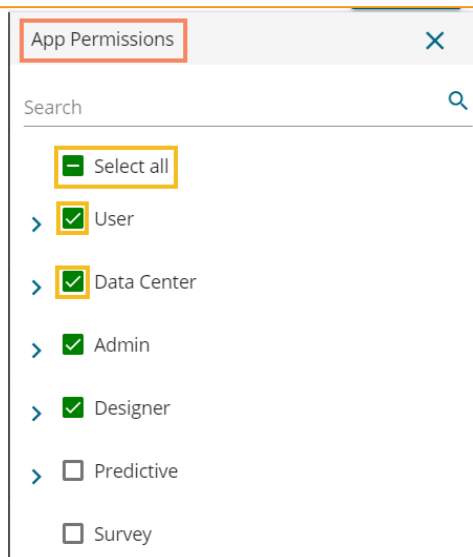 App Permissions
Search
Select all
User
Data Center
Admin
Designer
Predictive
Survey